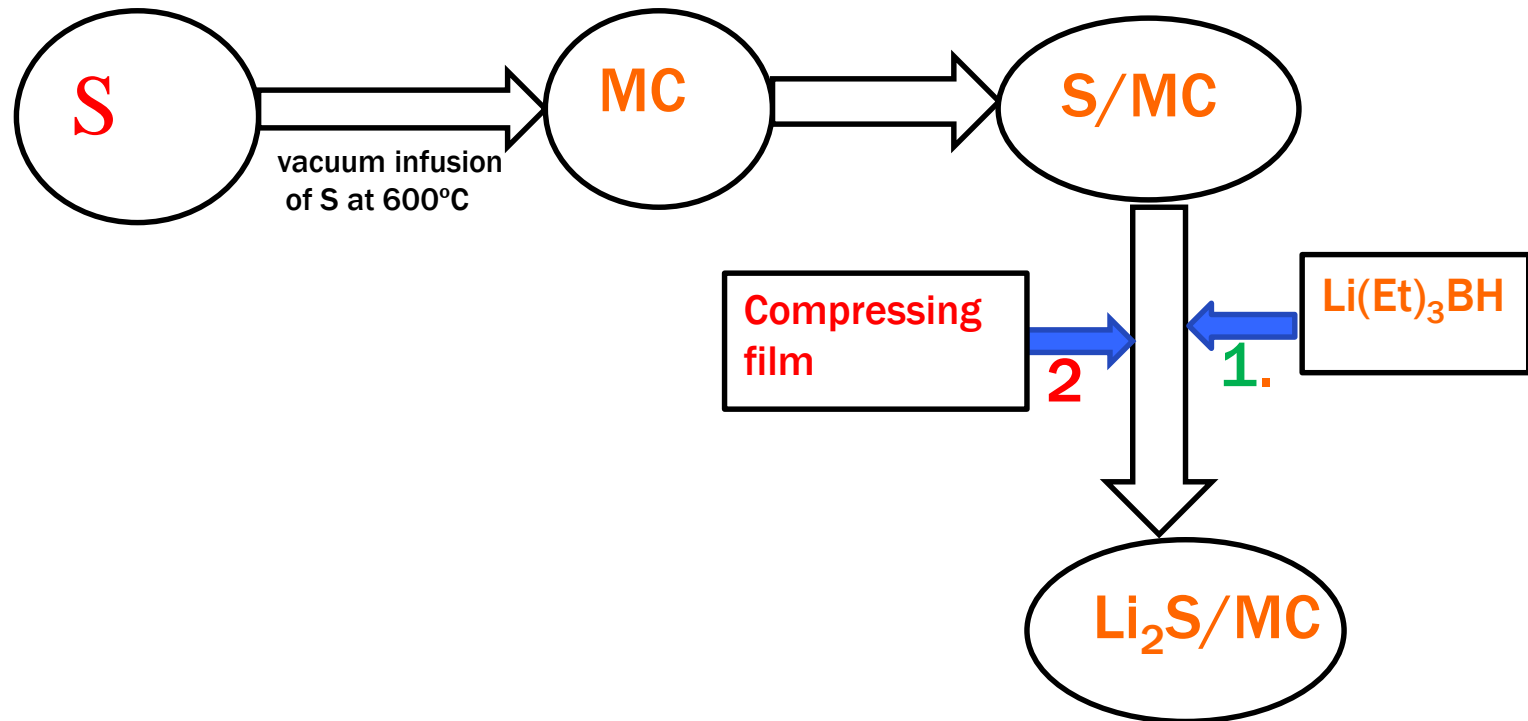 S
MC
S/MC
vacuum infusion
of S at 600ºC
Compressing
film
2
1.
Li(Et)₃BH
Li₂S/MC